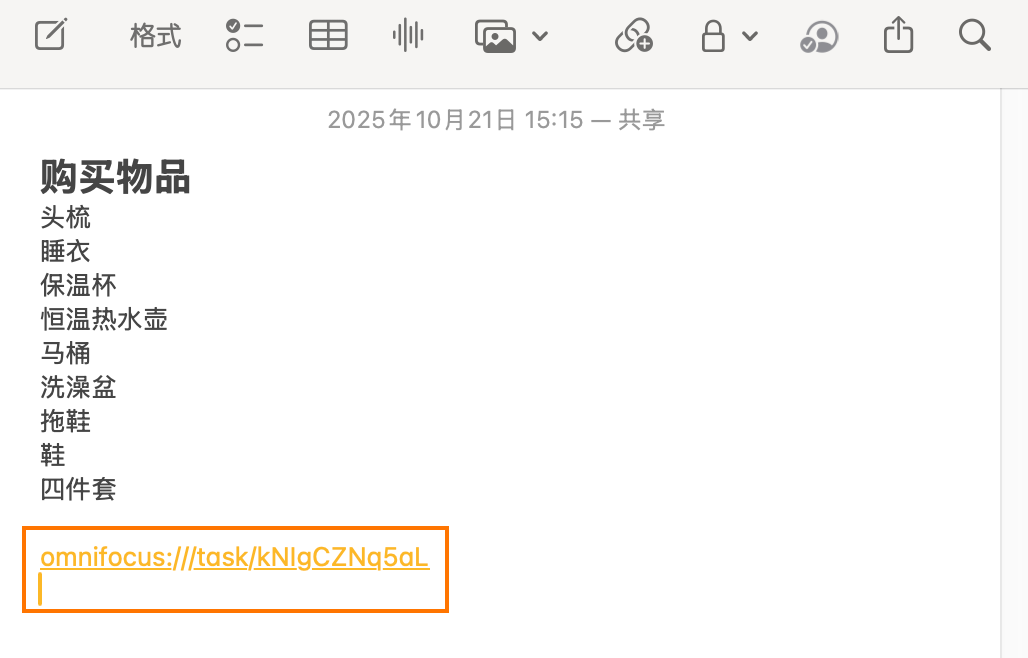 格式
2025年10月21日 15:15 — 共享
购买物品
头梳
睡衣
保温杯
恒温热水壶
马桶
洗澡盆
拖鞋
鞋
四件套
omnifocus:///task/kNIgCZNq5aL